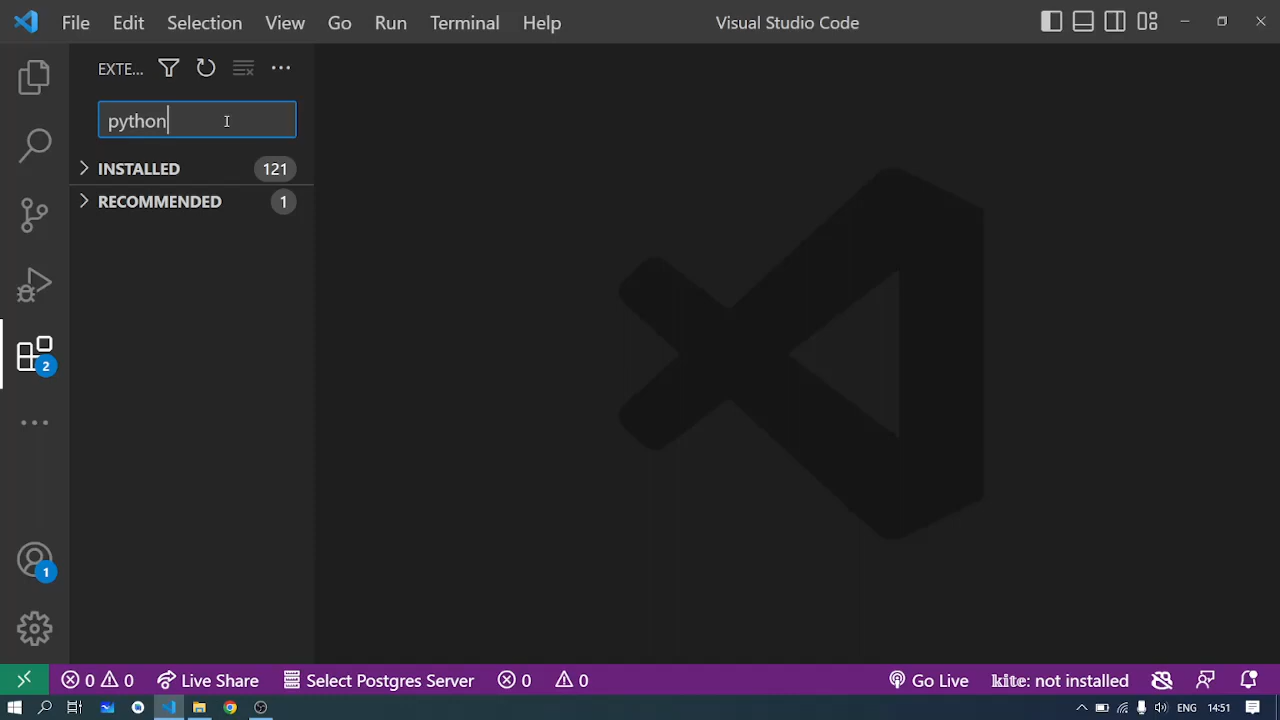 File Edit Selection View Go Run Terminal Help Visual Studio Code
EXTE...
python
INSTALLED 121
RECOMMENDED 1
2
1
0 0 Live Share Select Postgres Server 0 0 Go Live kite: not installed
ENG 14:51